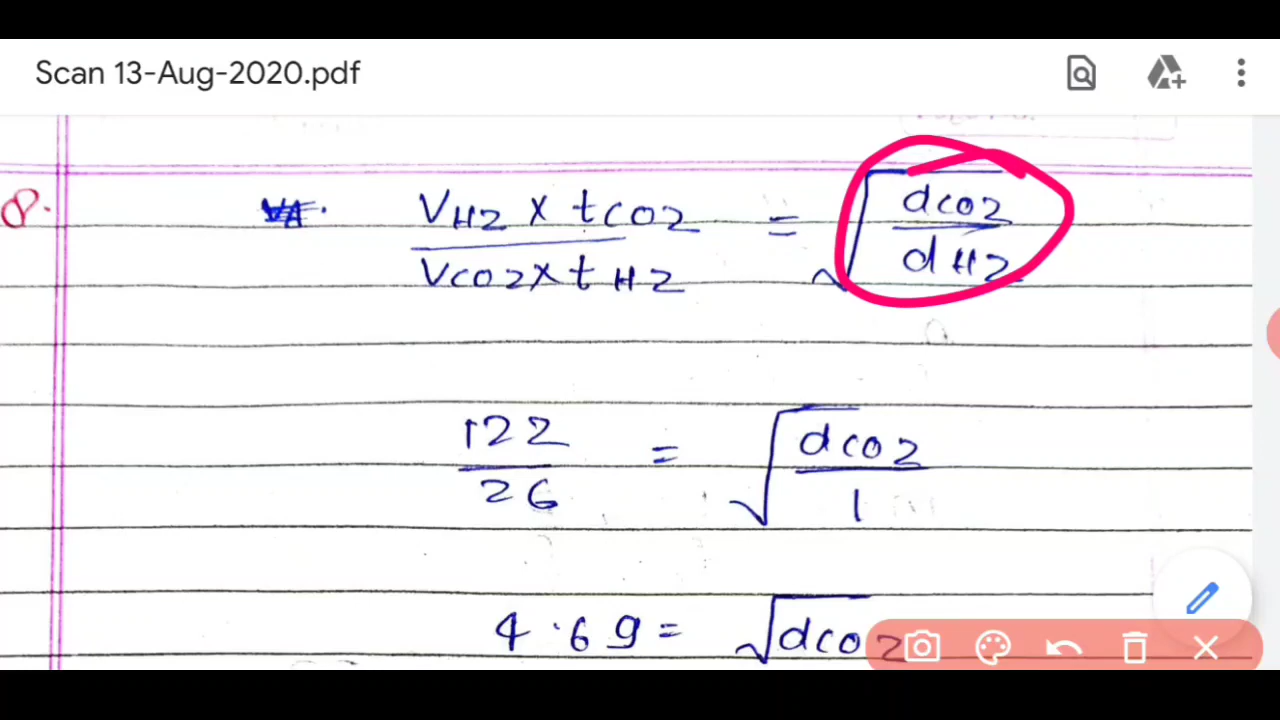 Scan 13-Aug-2020.pdf
8. VH2 × tCO2 / VCO2 × tH2 = √dCO2 / dH2
122 / 26 = √dCO2 / 1
4.69 = √dCO2